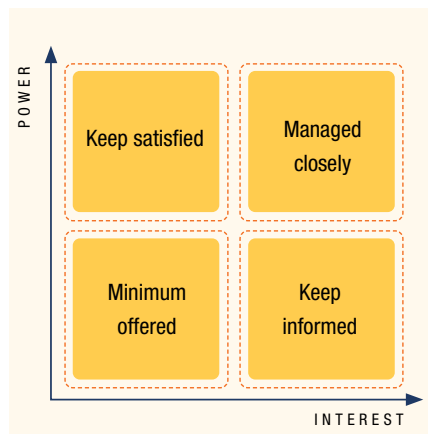 POWER
Keep satisfied
Managed
closely
Minimum
offered
Keep
informed
INTEREST